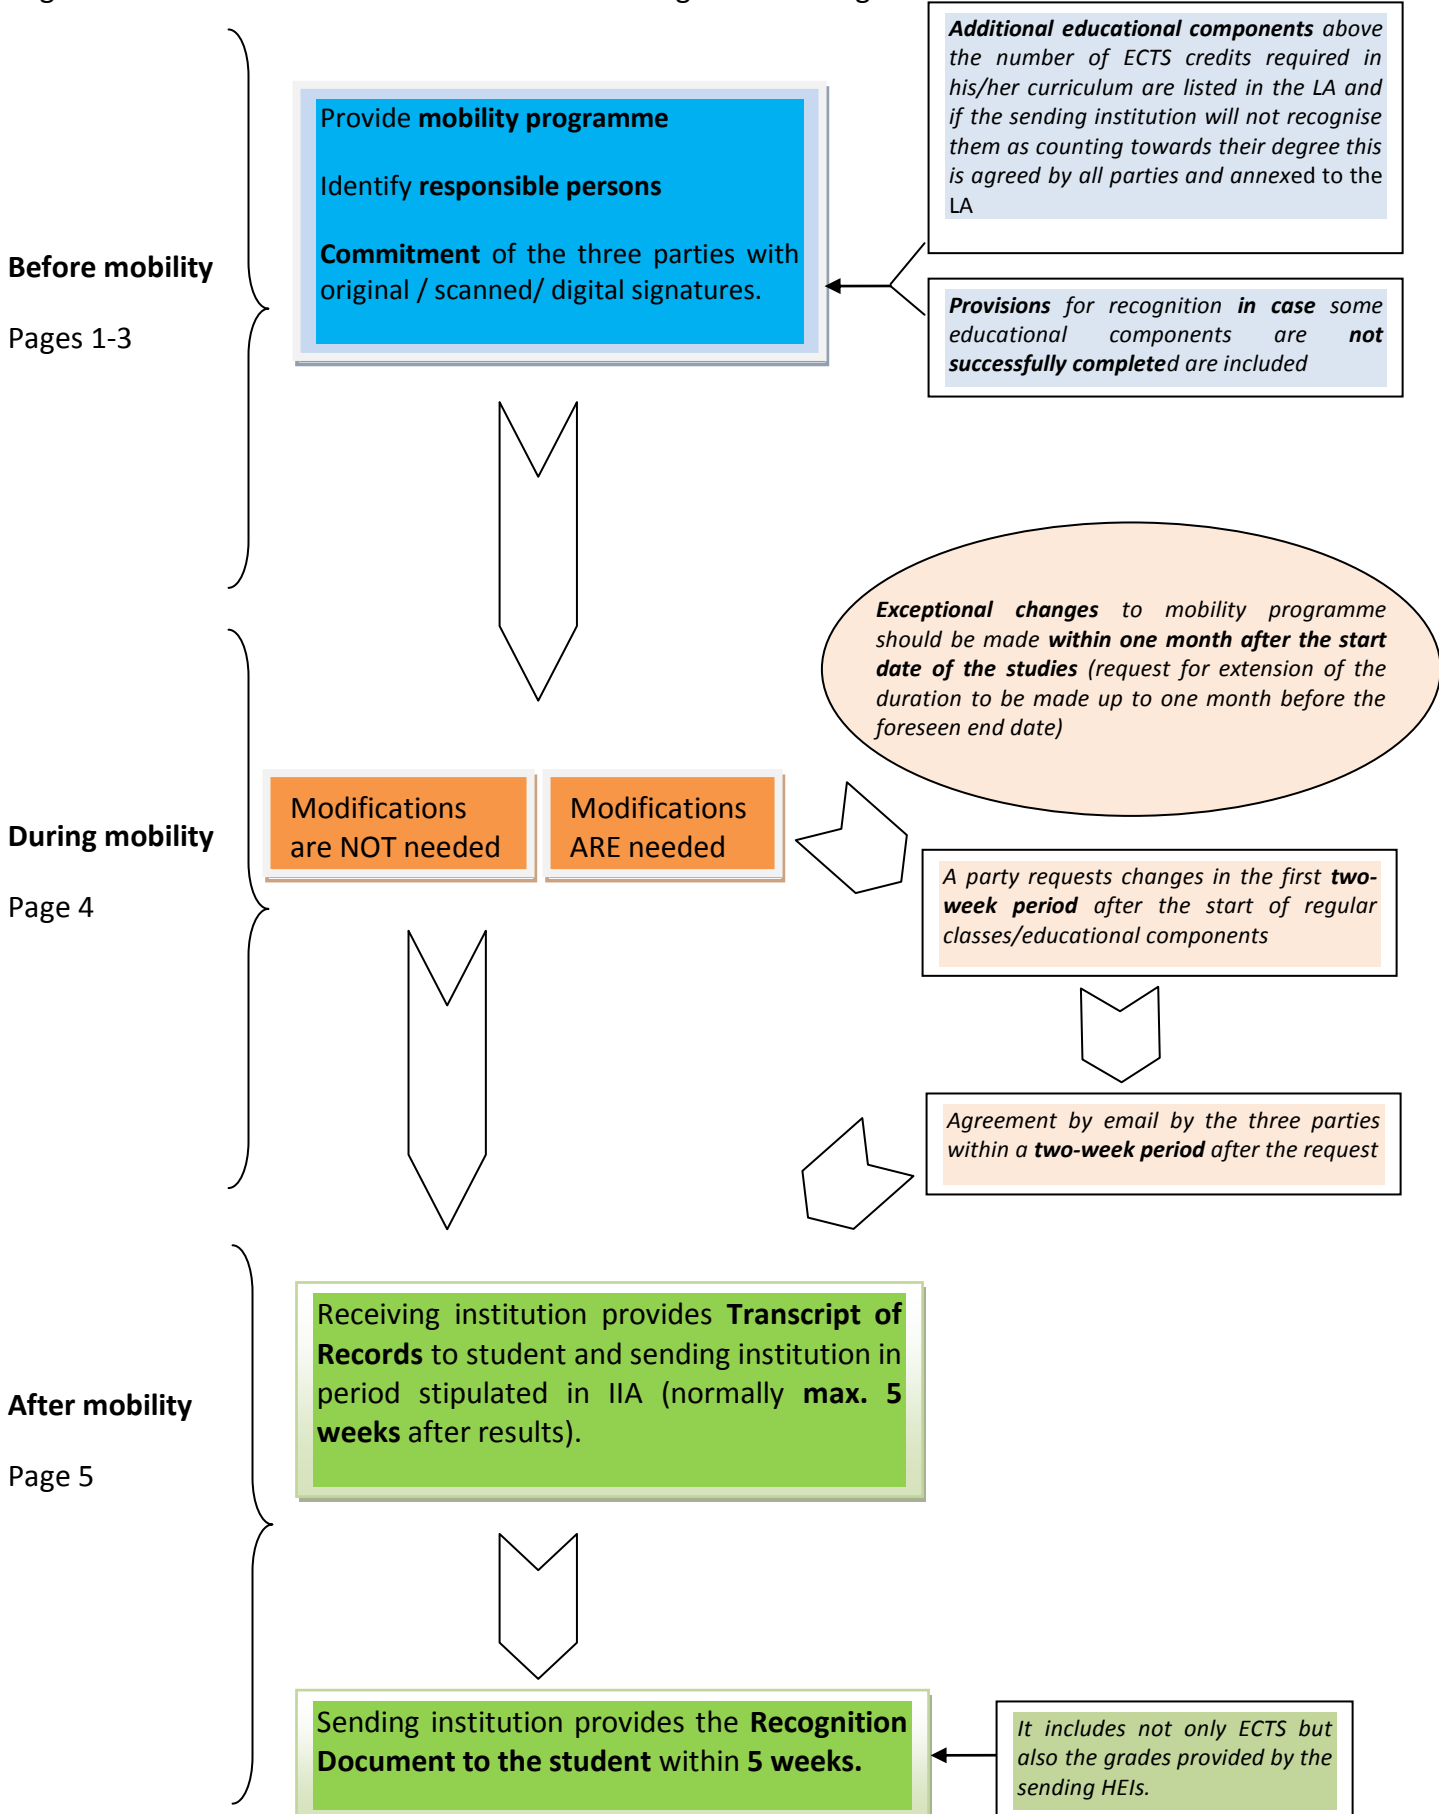 Additional educational components above
the number of ECTS credits required in
his/her curriculum are listed in the LA and
if the sending institution will not recognise
them as counting towards their degree this
is agreed by all parties and annexed to the
LA
Provide mobility programme
Identify responsible persons
Commitment of the three parties with
original / scanned/ digital signatures.
Before mobility
Pages 1-3
Provisions for recognition in case some
educational components are not
successfully completed are included
Exceptional changes to mobility programme
should be made within one month after the start
date of the studies (request for extension of the
duration to be made up to one month before the
foreseen end date)
During mobility
Page 4
Modifications
are NOT needed
Modifications
ARE needed
A party requests changes in the first two-
week period after the start of regular
classes/educational components
Agreement by email by the three parties
within a two-week period after the request
After mobility
Page 5
Receiving institution provides Transcript of
Records to student and sending institution in
period stipulated in IIA (normally max. 5
weeks after results).
Sending institution provides the Recognition
Document to the student within 5 weeks.
It includes not only ECTS but
also the grades provided by the
sending HEIs.